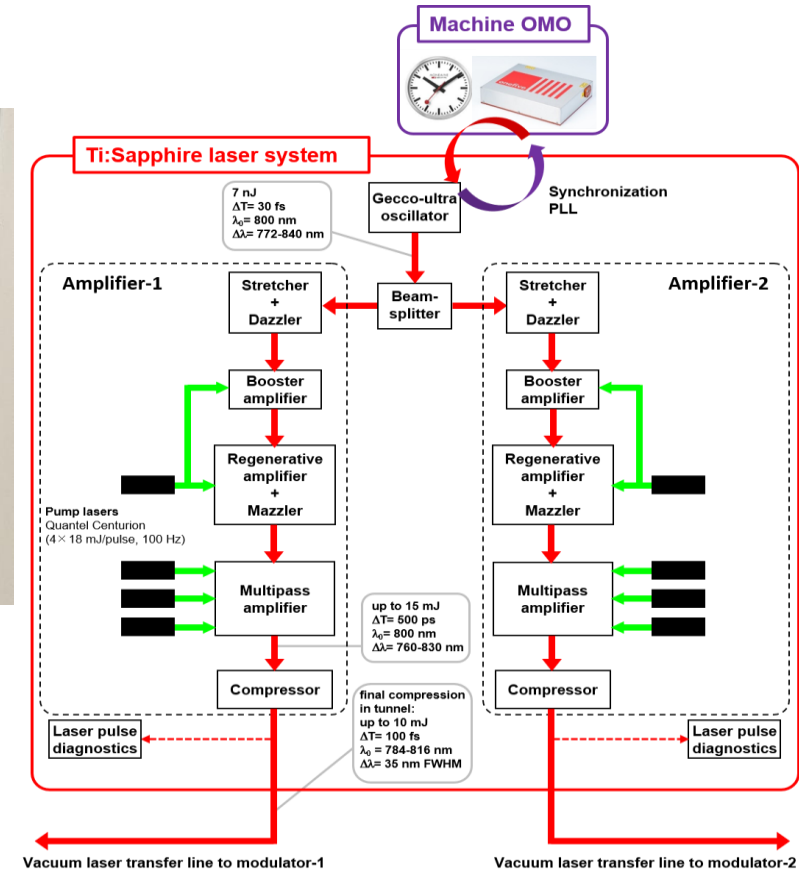 Machine OMO
Ti:Sapphire laser system
7 nJ
ΔT= 30 fs
λ₀= 800 nm
Δλ= 772-840 nm
Gecco-ultra
oscillator
Synchronization
PLL
Amplifier-1
Stretcher
+
Dazzler
Beam-
splitter
Stretcher
+
Dazzler
Amplifier-2
Booster
amplifier
Booster
amplifier
Regenerative
amplifier
+
Mazzler
Regenerative
amplifier
+
Mazzler
Pump lasers
Quantel Centurion
(4×18 mJ/pulse, 100 Hz)
Multipass
amplifier
up to 15 mJ
ΔT= 500 ps
λ₀= 800 nm
Δλ= 760-830 nm
Multipass
amplifier
Compressor
final compression
in tunnel:
up to 10 mJ
ΔT= 100 fs
λ₀ = 784-816 nm
Δλ= 35 nm FWHM
Compressor
Laser pulse
diagnostics
Laser pulse
diagnostics
Vacuum laser transfer line to modulator-1
Vacuum laser transfer line to modulator-2